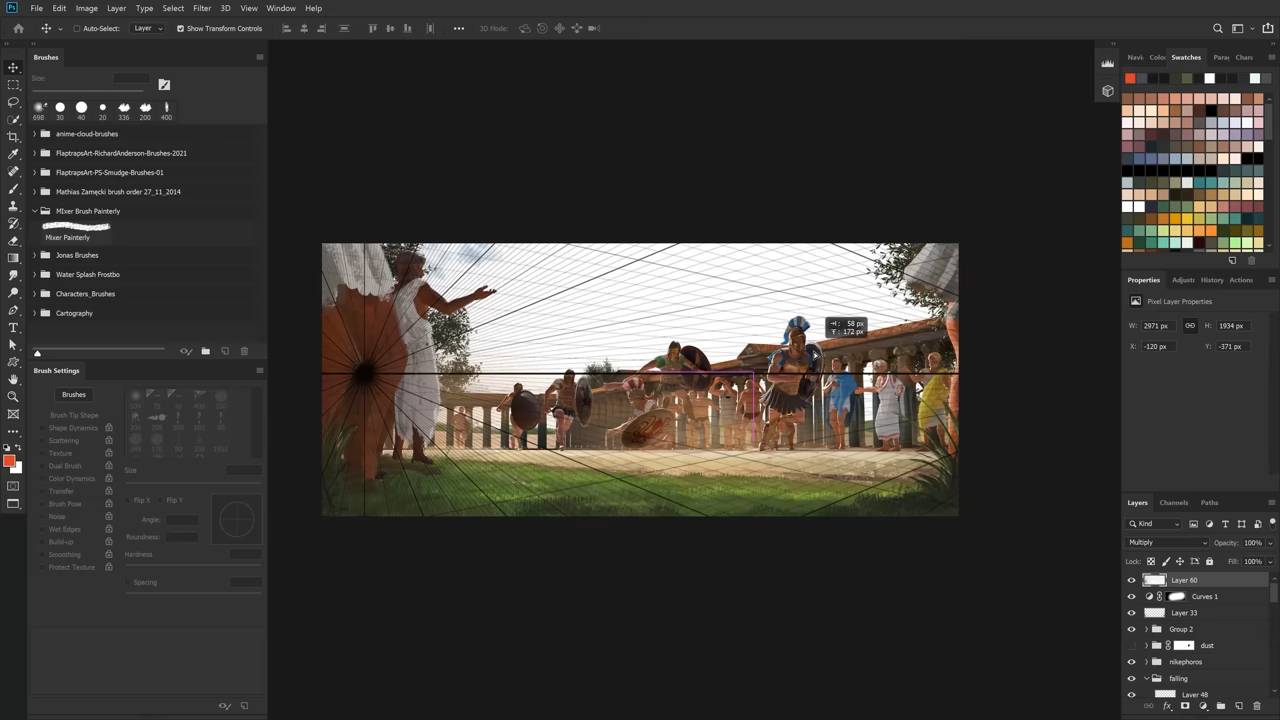 Ps File Edit Image Layer Type Select Filter 3D View Window Help
Auto-Select: Layer Show Transform Controls 3D Mode:
Brushes
Size:
698 30 40 20 336 200 400
anime-cloud-brushes
FlaptrapsArt-RichardAnderson-Brushes-2021
FlaptrapsArt-PS-Smudge-Brushes-01
Mathias Zamęcki brush order 27_11_2014
MIxer Brush Painterly
Mixer Painterly
Jonas Brushes
Water Splash Frostbo
Characters_Brushes
Cartography
Brush Settings
Brushes
Brush Tip Shape
Shape Dynamics
Scattering
Texture
Dual Brush
Color Dynamics
Transfer
Brush Pose
Noise
Wet Edges
Build-up
Smoothing
Protect Texture
Size
Flip X Flip Y
Angle:
Roundness:
Hardness
Spacing
H: 58 px
172 px
Navi Colo Swatches Para Chara
Properties Adjustr History Actions
Pixel Layer Properties
W: 2971 px H: 1934 px
X: -120 px Y: -371 px
Layers Channels Paths
Kind
Multiply Opacity: 100%
Lock: Fill: 100%
Layer 60
Curves 1
Layer 33
Group 2
dust
nikephoros
falling
Layer 48
fx